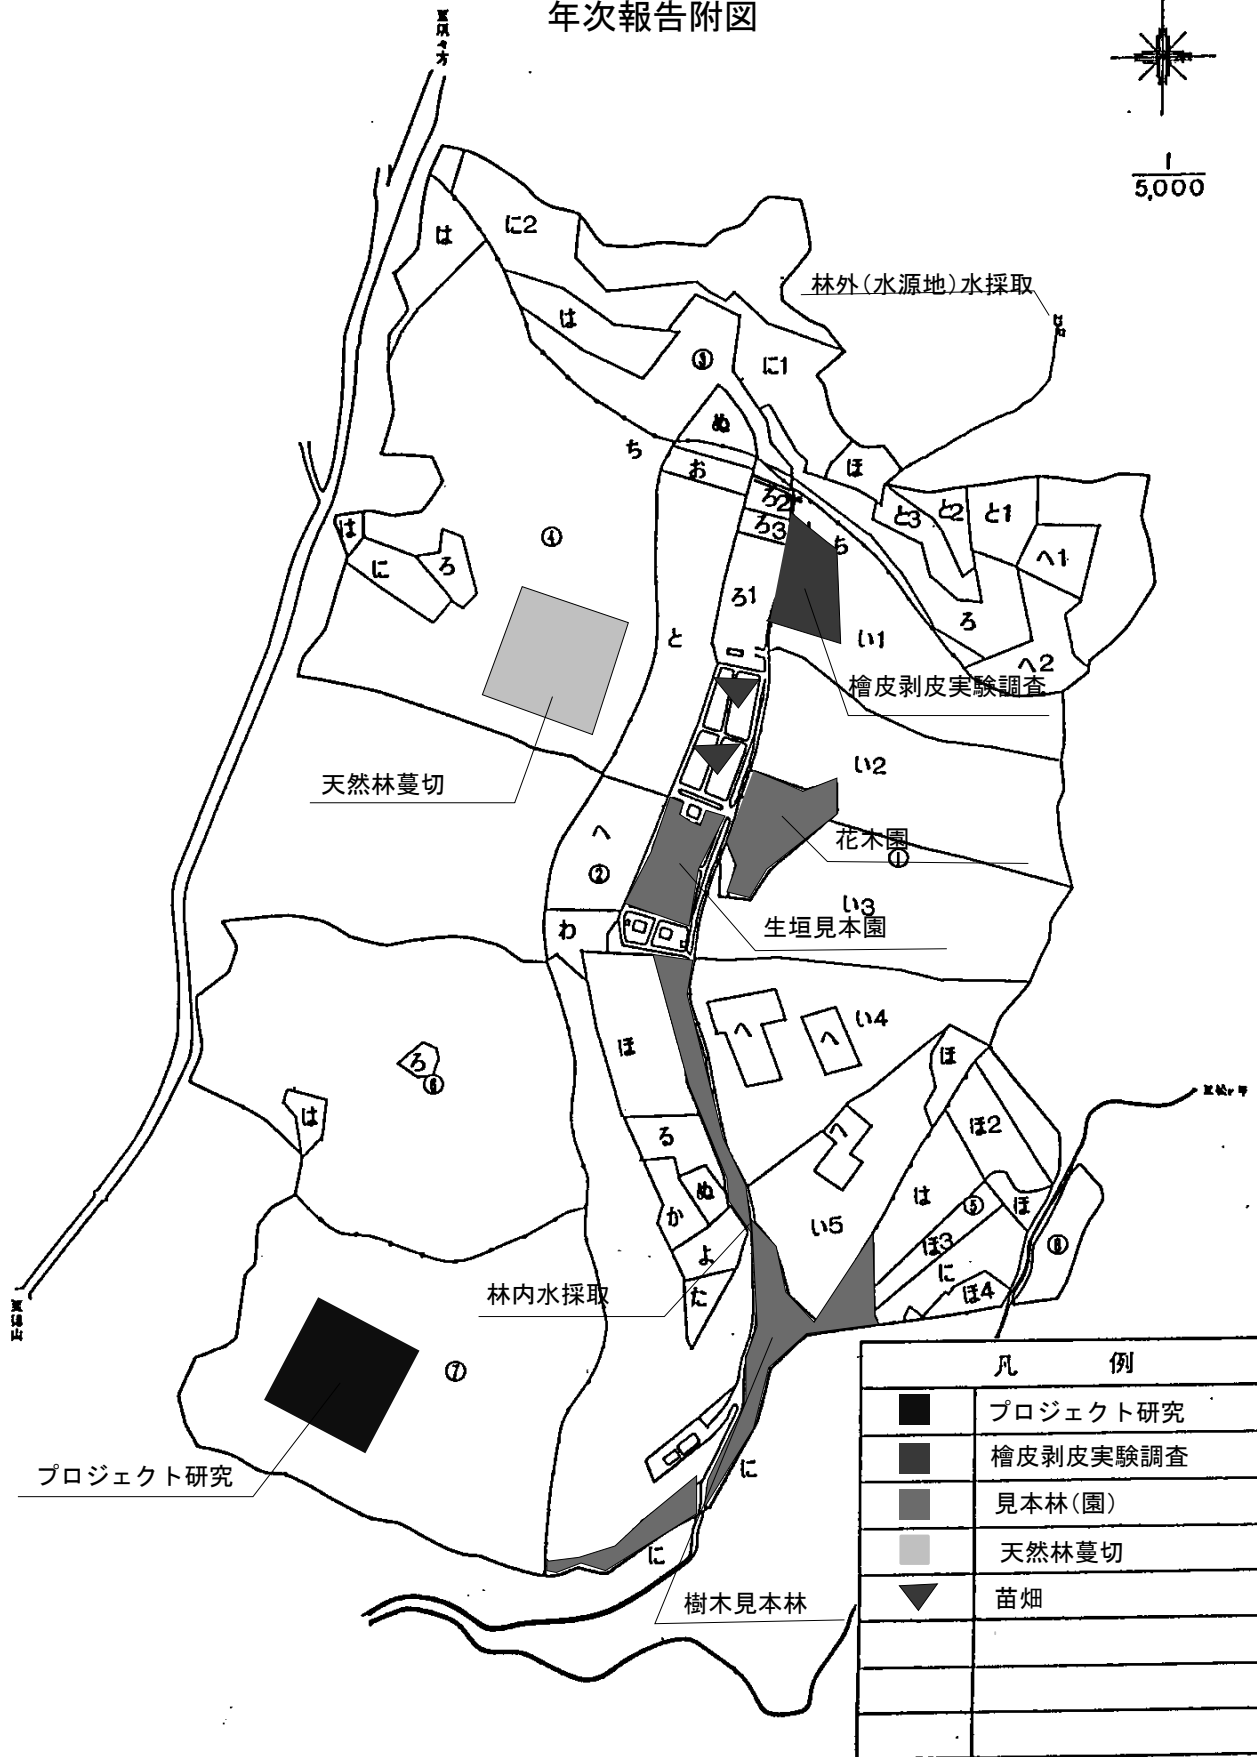 年次報告附図
1
5,000
は
に2
林外(水源地)水採取
は
③
に1
ぬ
ち
お
ほ
ろ2
と3
と2
と1
は
④
ろ3
ち
へ1
に
ろ
ろ1
ろ
と
い1
へ2
檜皮剥皮実験調査
い2
天然林蔓切
へ
花木園
①
②
い3
わ
生垣見本園
い4
へ
へ
ほ
ほ
ろ
は
ほ2
る
へ
ぬ
は
⑤
ほ
か
い5
ほ3
よ
に
林内水採取
た
ほ4
⑦
凡 例
プロジェクト研究
檜皮剥皮実験調査
プロジェクト研究
に
見本林(園)
に
天然林蔓切
樹木見本林
苗畑